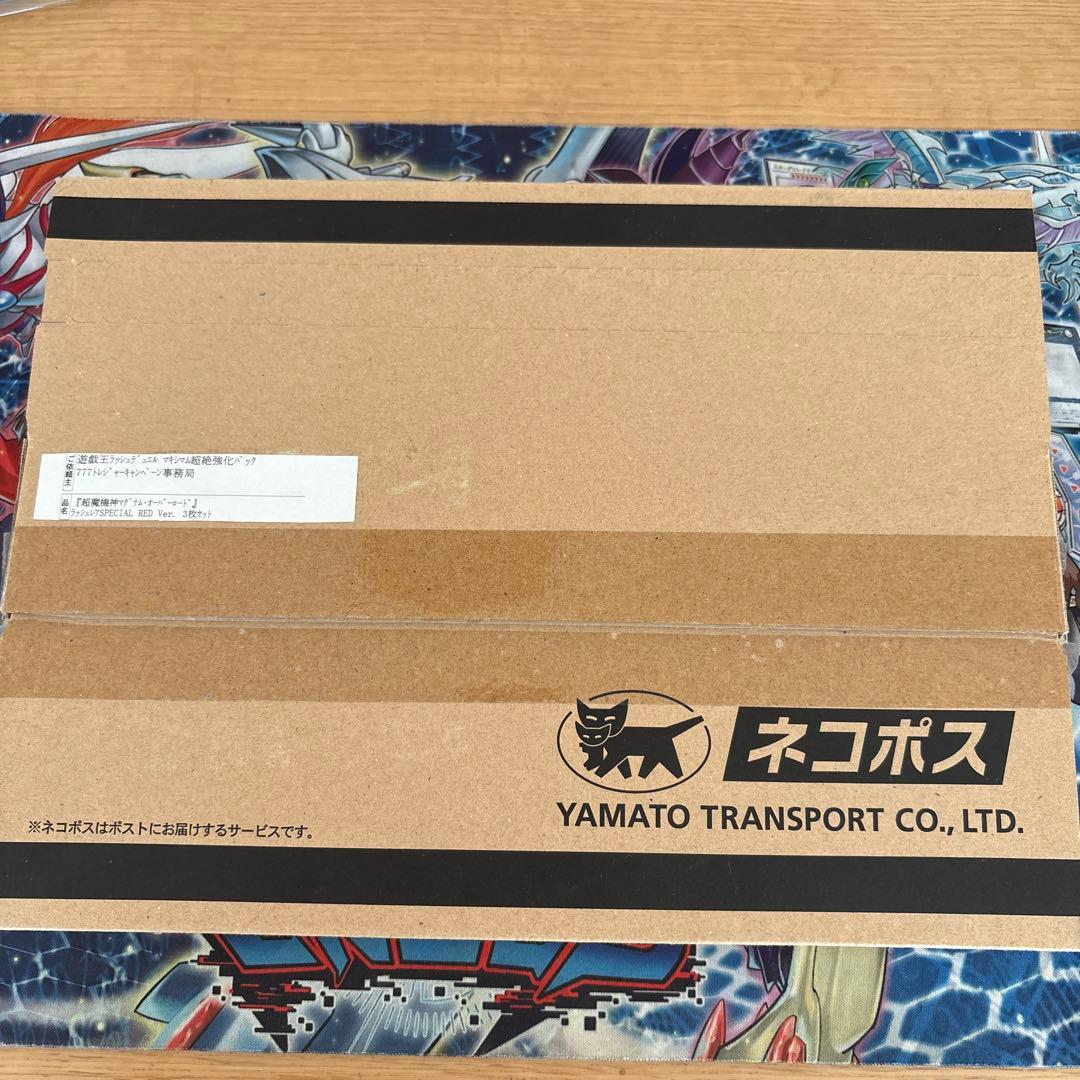 ご依頼主
遊戯王ラッシュデュエル マキシマム超絶強化パック
777トレジャーキャンペーン事務局
品名
『超魔機神マグナム・オーバーロード』
ラッシュレアSPECIAL RED Ver. 3枚セット
ネコポス
YAMATO TRANSPORT CO., LTD.
※ネコポスはポストにお届けするサービスです。